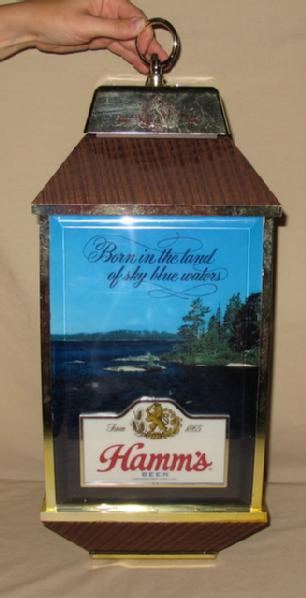 Born in the land
of sky blue waters
Since 1865
Hamm's
BEER